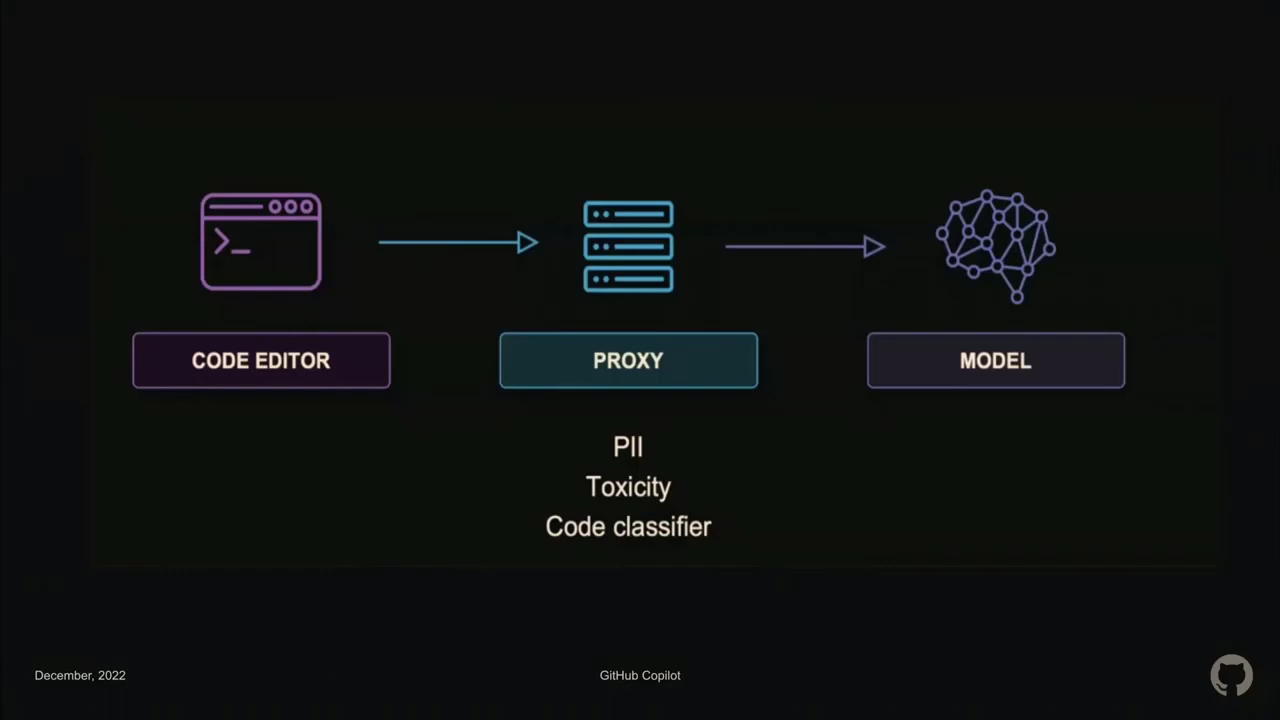 CODE EDITOR
PROXY
MODEL
PII
Toxicity
Code classifier
December, 2022
GitHub Copilot